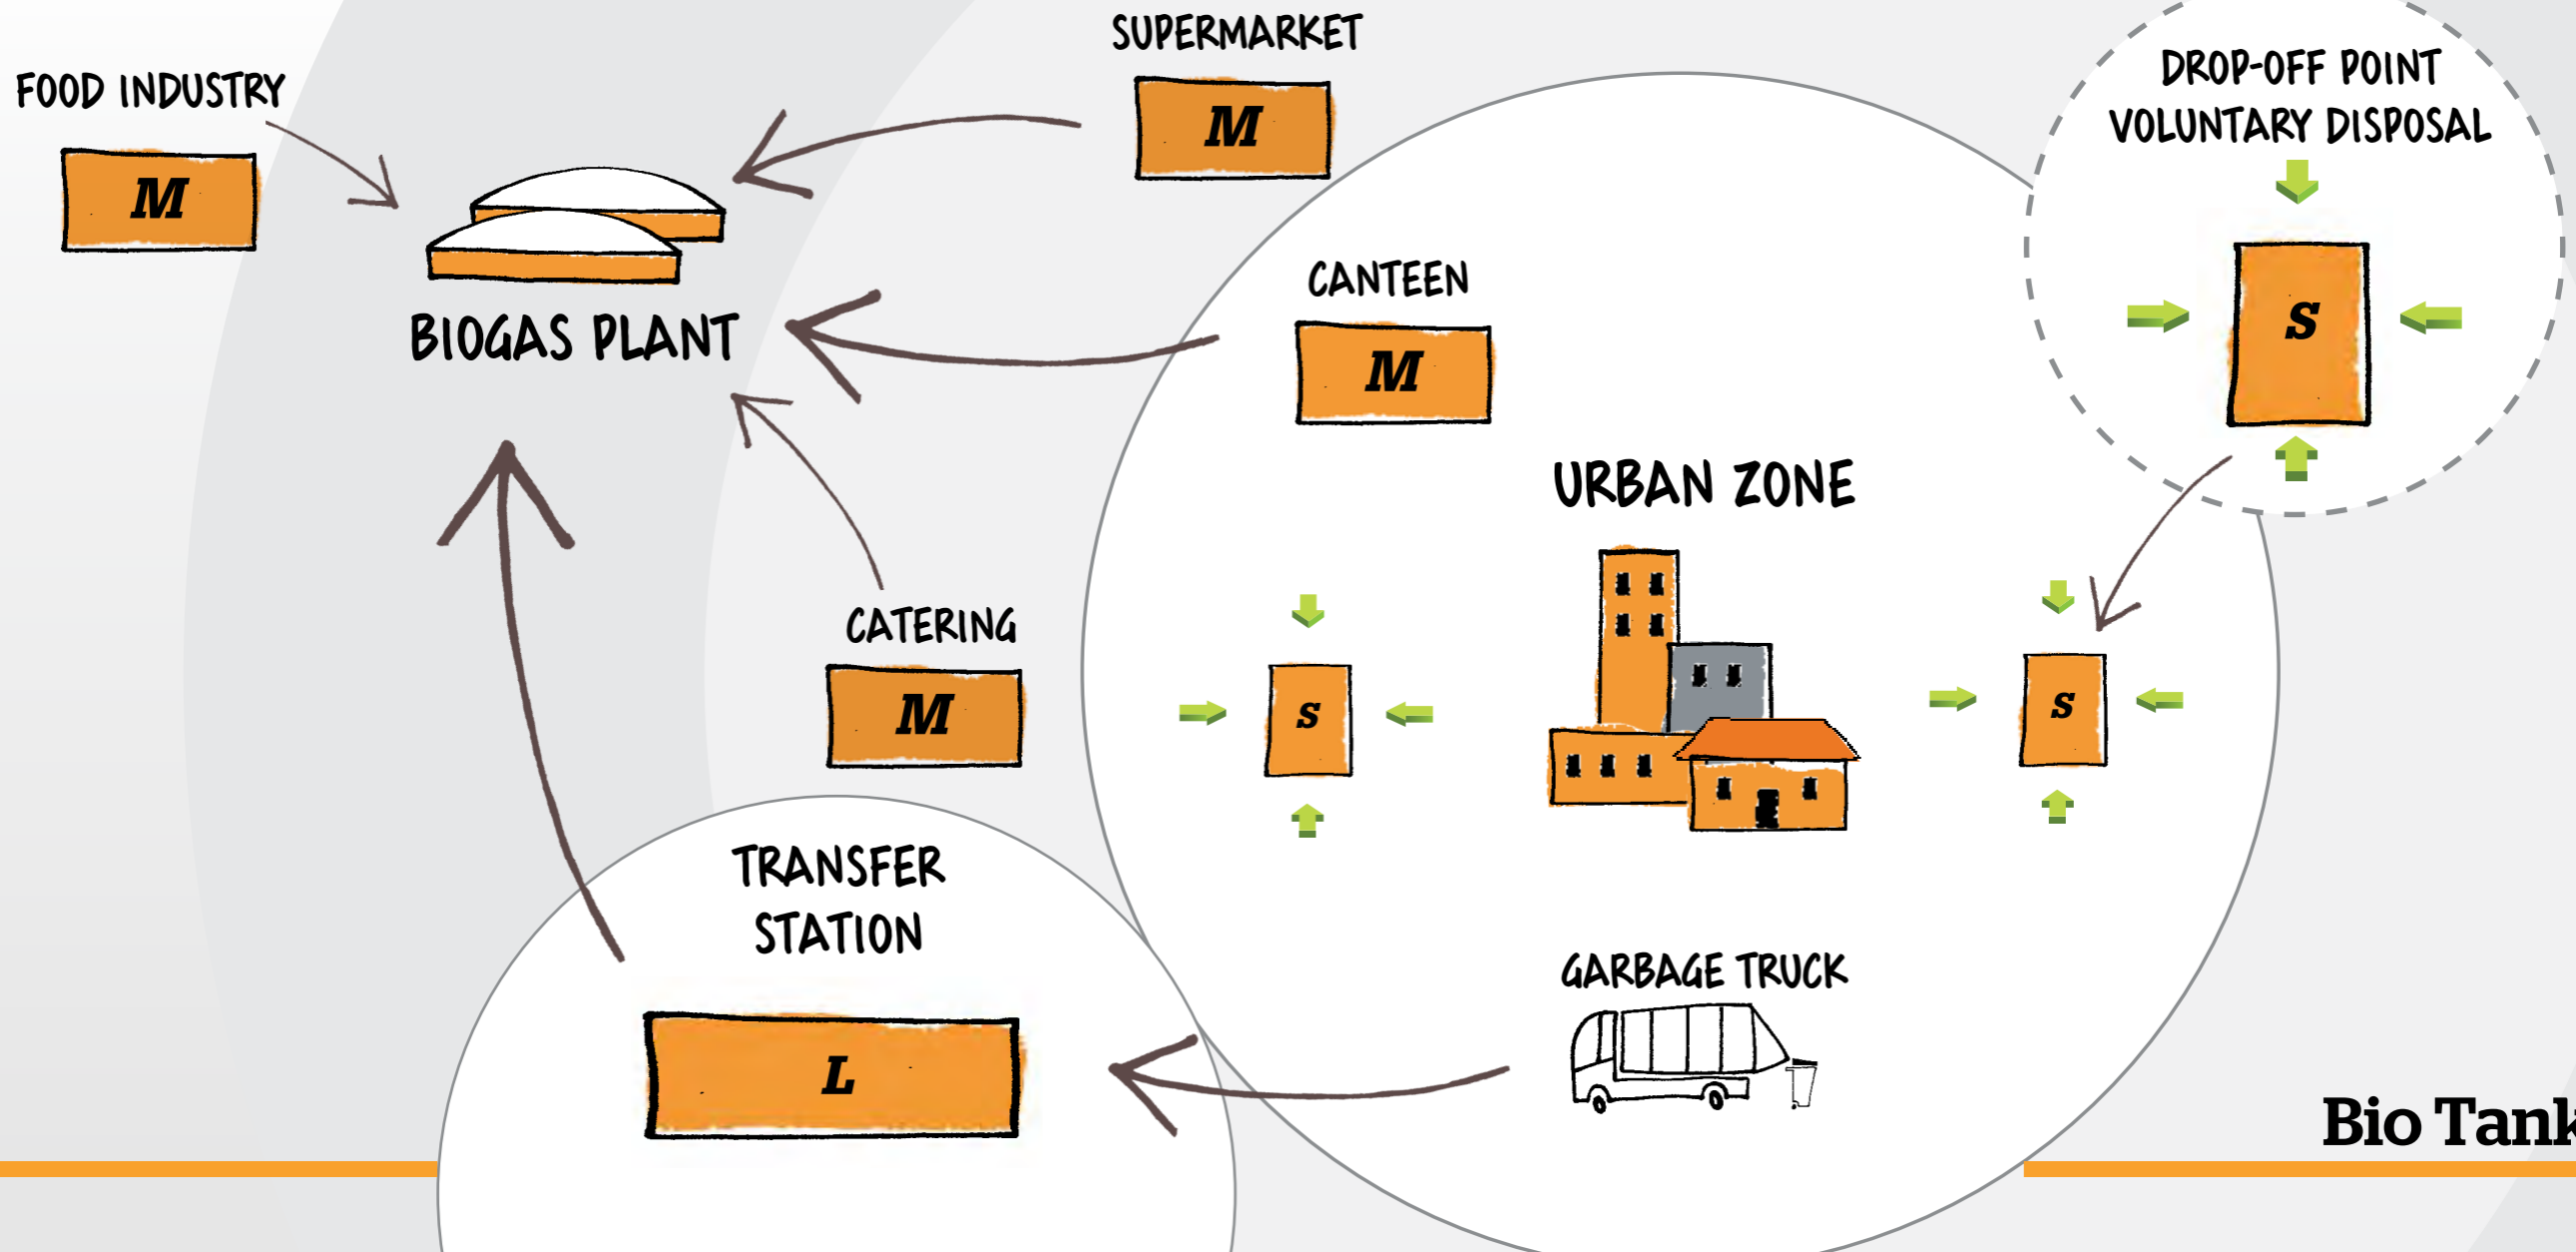 SUPERMARKET
M
FOOD INDUSTRY
M
DROP-OFF POINT
VOLUNTARY DISPOSAL
S
BIOGAS PLANT
CANTEEN
M
URBAN ZONE
CATERING
M
S
S
TRANSFER
STATION
L
GARBAGE TRUCK
Bio Tank